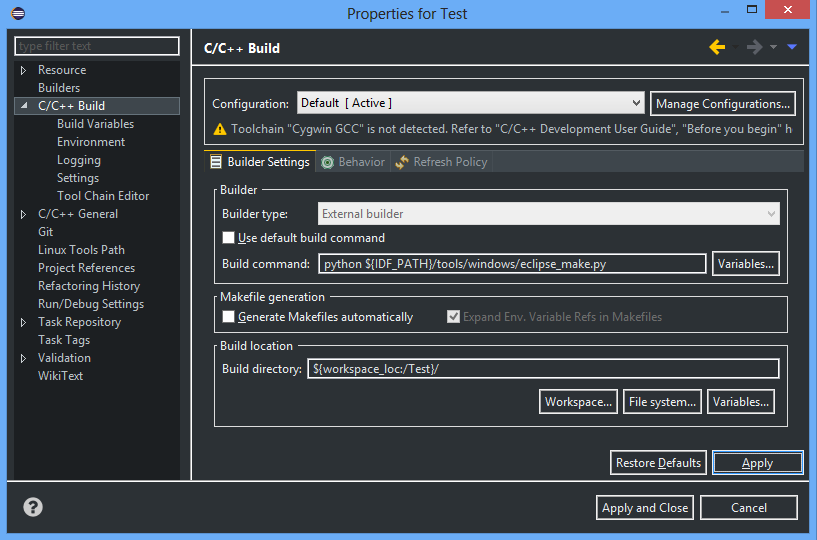 Properties for Test
type filter text
Resource
Builders
C/C++ Build
Build Variables
Environment
Logging
Settings
Tool Chain Editor
C/C++ General
Git
Linux Tools Path
Project References
Refactoring History
Run/Debug Settings
Task Repository
Task Tags
Validation
WikiText
C/C++ Build
Configuration: Default [ Active ] Manage Configurations...
Toolchain "Cygwin GCC" is not detected. Refer to "C/C++ Development User Guide", "Before you begin" he
Builder Settings Behavior Refresh Policy
Builder
Builder type: External builder
Use default build command
Build command: python ${IDF_PATH}/tools/windows/eclipse_make.py Variables...
Makefile generation
Generate Makefiles automatically Expand Env. Variable Refs in Makefiles
Build location
Build directory: ${workspace_loc:/Test}/
Workspace... File system... Variables...
Restore Defaults Apply
? Apply and Close Cancel